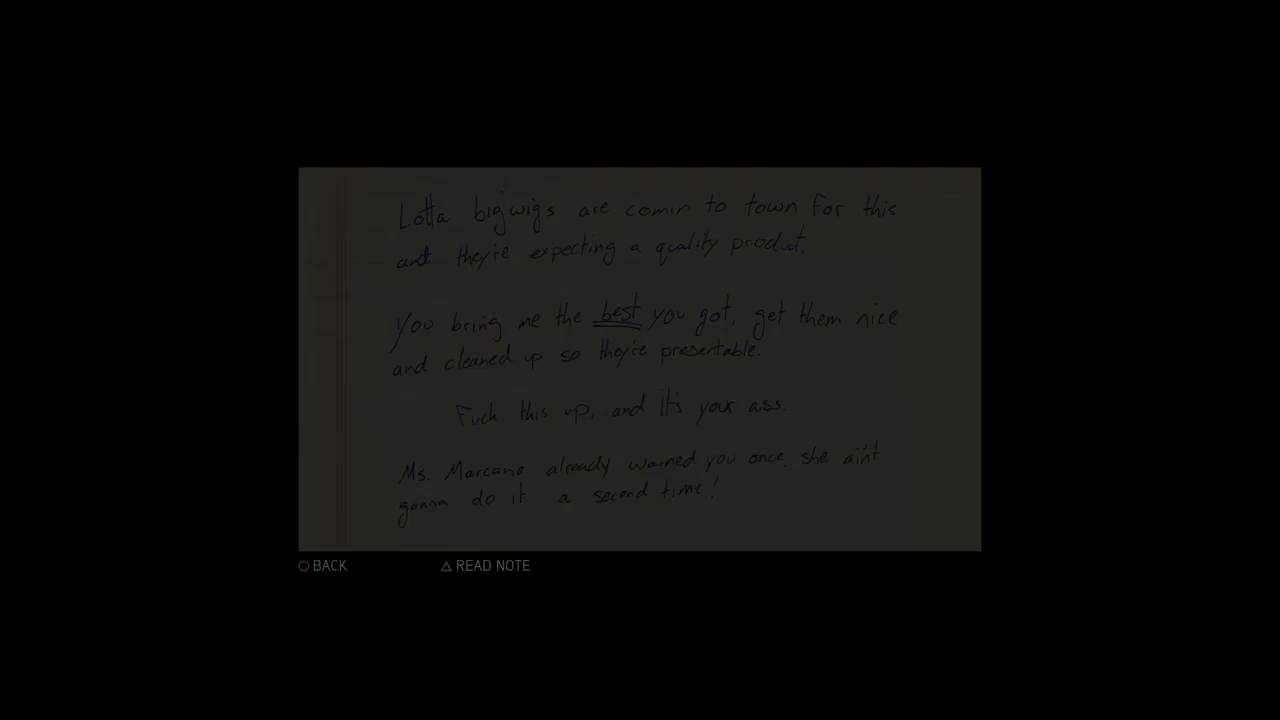 Lotta bigwigs are comin to town for this
and they're expecting a quality product.
You bring me the best you got, get them nice
and cleaned up so they're presentable.
Fuck this up, and it's your ass.
Ms. Marcano already warned you once, she ain't
gonna do it a second time!
BACK
READ NOTE